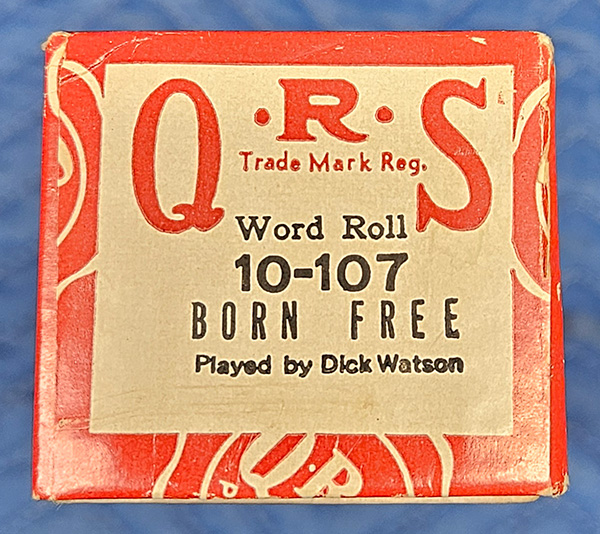 Q·R·S
Trade Mark Reg.
Word Roll
10-107
BORN FREE
Played by Dick Watson